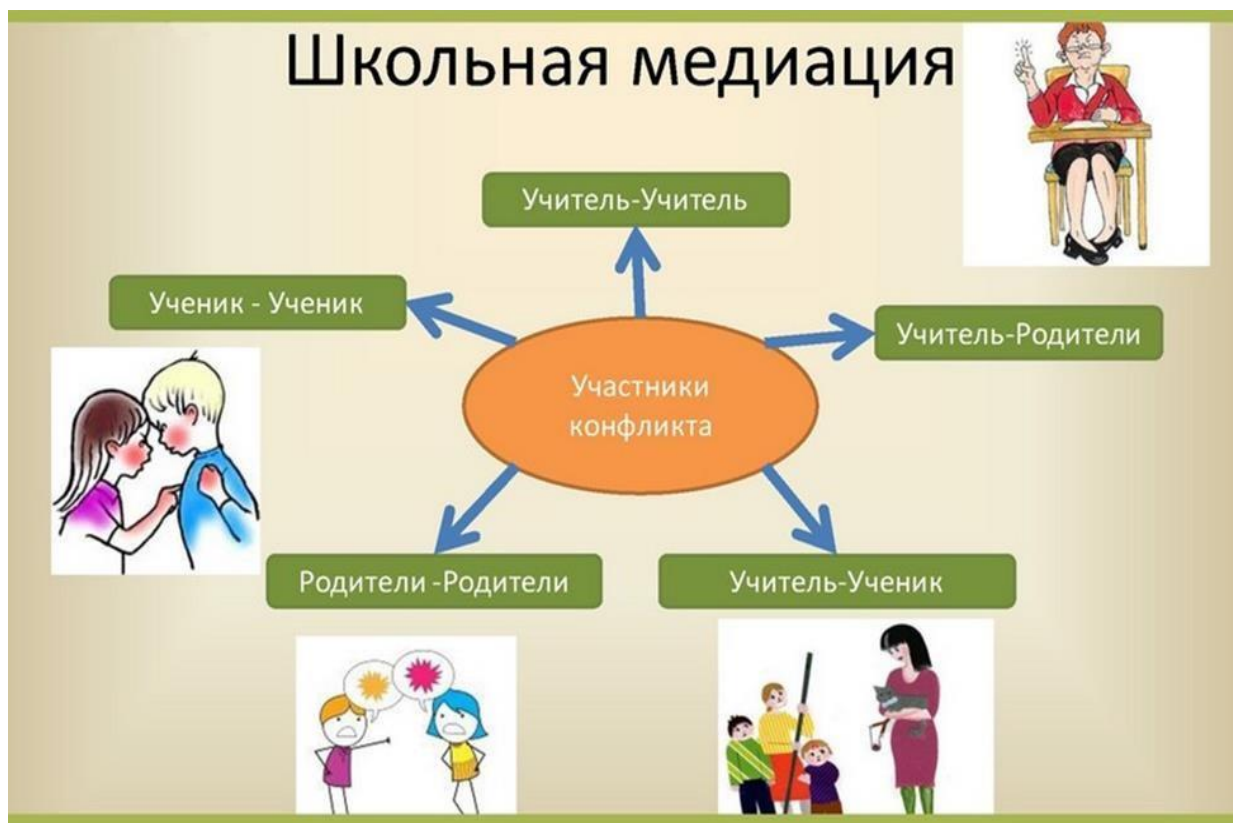 Школьная медиация
Учитель-Учитель
Ученик - Ученик
Учитель-Родители
Участники
конфликта
Родители -Родители
Учитель-Ученик